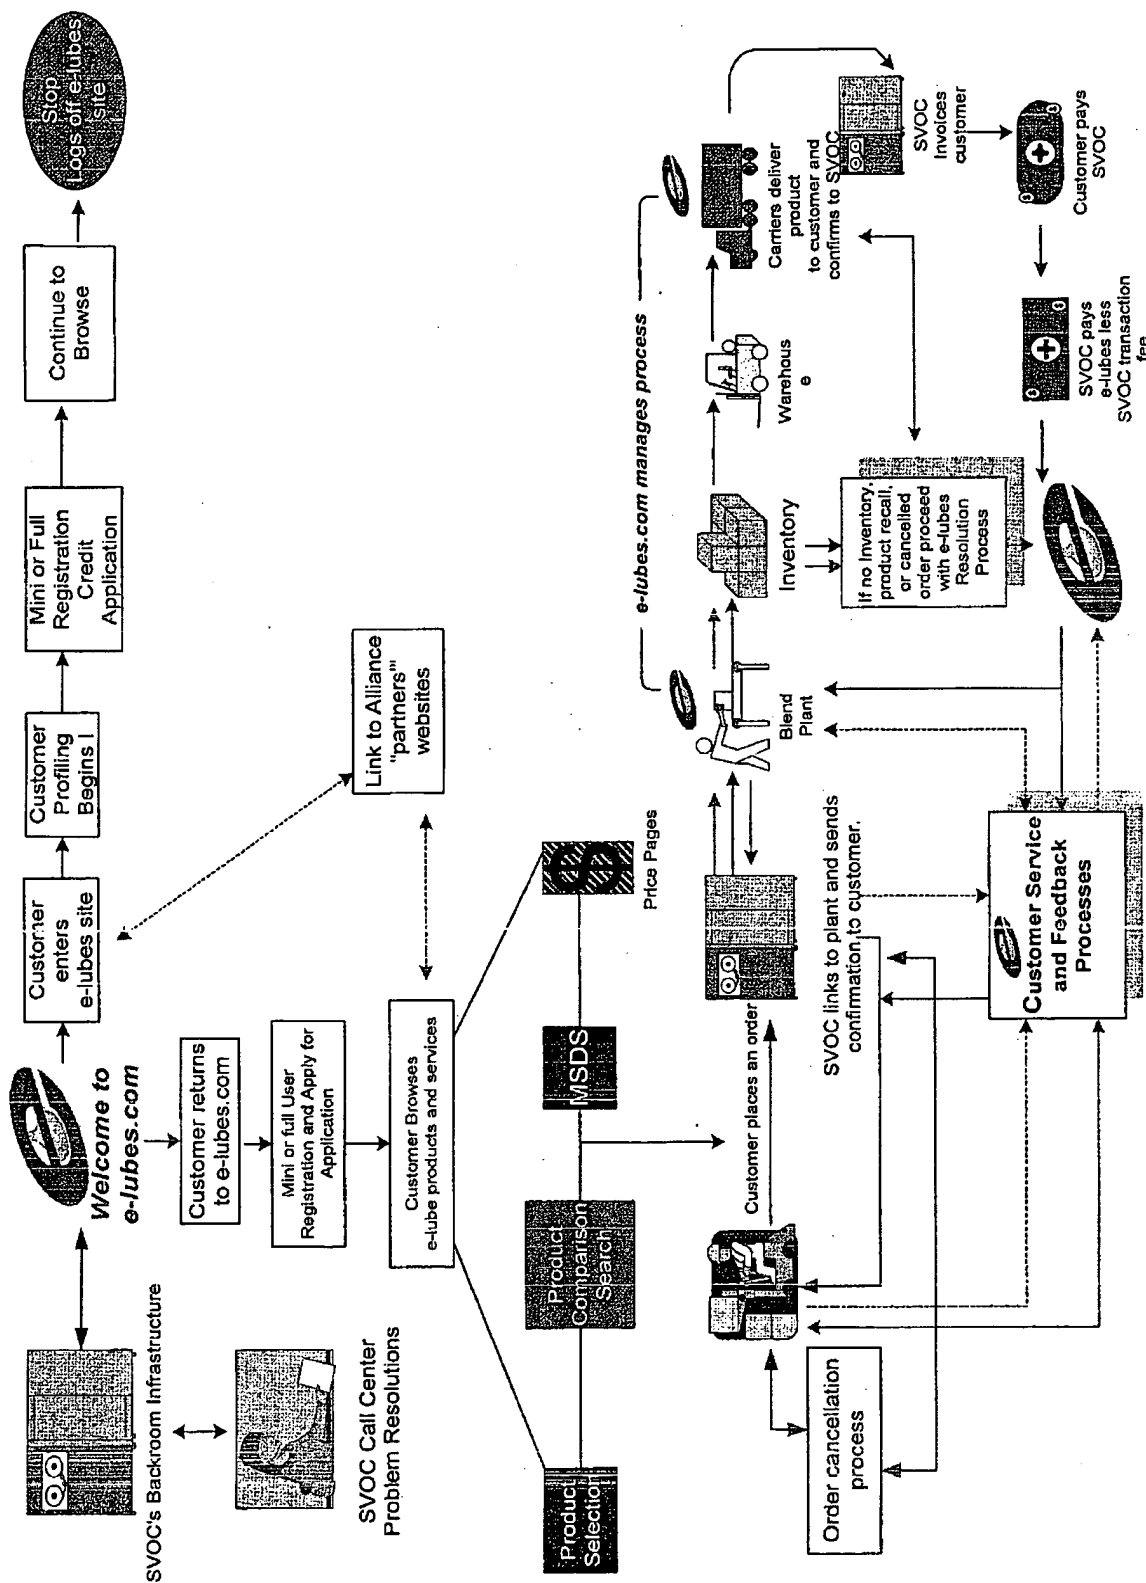 Welcome to
e-lubes.com
Customer
enters
e-lubes site
Customer
Profiling
Begins !
Mini or Full
Registration
Credit
Application
Continue to
Browse
Stop
Logs off e-lubes
site
SVOC's Backroom Infrastructure
SVOC Call Center
Problem Resolutions
Customer returns
to e-lubes.com
Mini or full User
Registration and Apply for
Application
Customer Browses
e-lube products and services
Link to Alliance
"partners'"
websites
Product
Selection
Product
Comparison
Search
MSDS
$
Price Pages
Customer places an order
SVOC links to plant and sends
confirmation to customer.
Order cancellation
process
Customer Service
and Feedback
Processes
e-lubes.com manages process
Blend
Plant
Inventory
Warehous
e
Carriers deliver
product
to customer and
confirms to SVOC
If no Inventory,
product recall,
or cancelled
order proceed
with e-lubes
Resolution
Process
SVOC
Invoices
customer
Customer pays
SVOC
SVOC pays
e-lubes less
SVOC transaction
fee